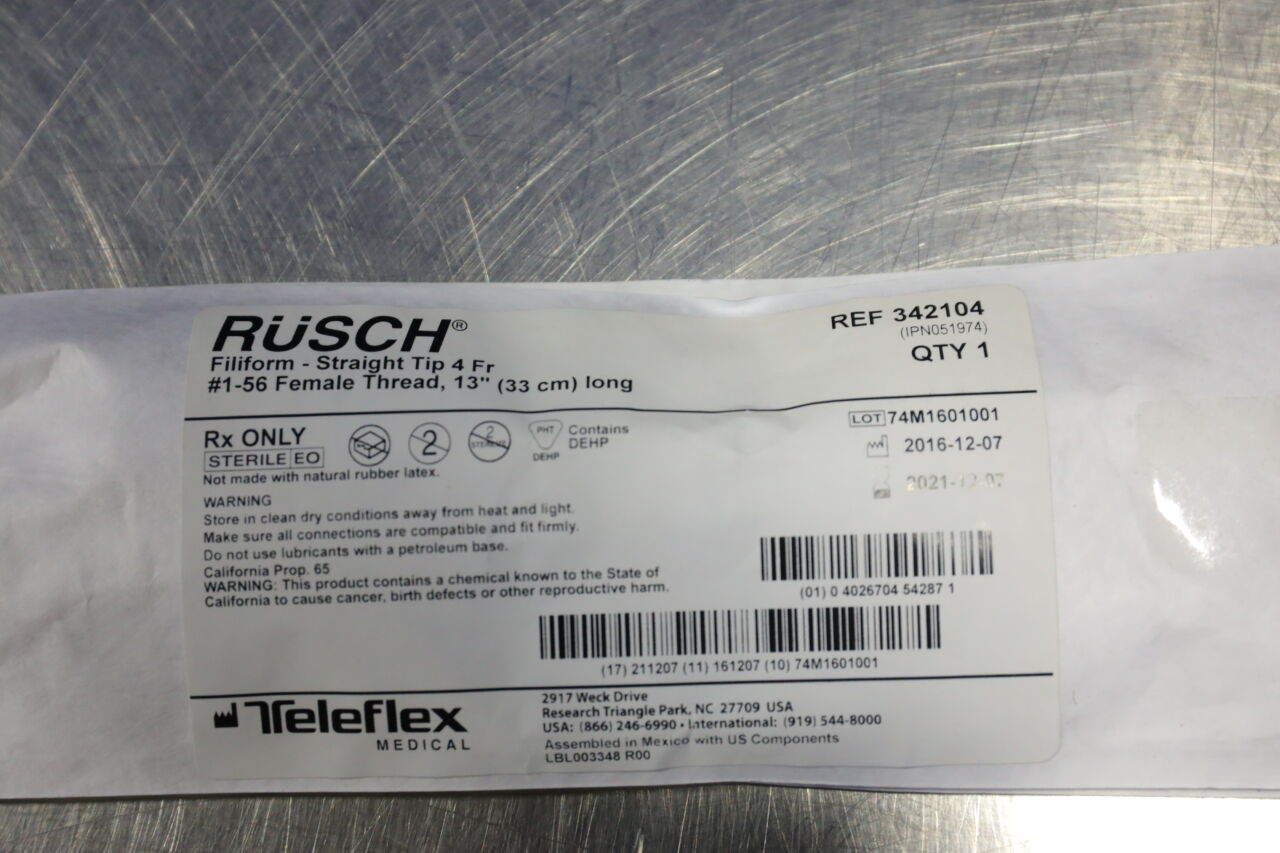 RÜSCH®
Filiform - Straight Tip 4 Fr
#1-56 Female Thread, 13" (33 cm) long
REF 342104
(IPN051974)
QTY 1
Rx ONLY
STERILE EO
2
2
STERILIZE
PHT
DEHP
Contains
DEHP
Not made with natural rubber latex.
LOT 74M1601001
2016-12-07
2021-12-07
WARNING
Store in clean dry conditions away from heat and light.
Make sure all connections are compatible and fit firmly.
Do not use lubricants with a petroleum base.
California Prop. 65
WARNING: This product contains a chemical known to the State of
California to cause cancer, birth defects or other reproductive harm.
(01) 0 4026704 54287 1
(17) 211207 (11) 161207 (10) 74M1601001
Teleflex
MEDICAL
2917 Weck Drive
Research Triangle Park, NC 27709 USA
USA: (866) 246-6990 • International: (919) 544-8000
Assembled in Mexico with US Components
LBL003348 R00